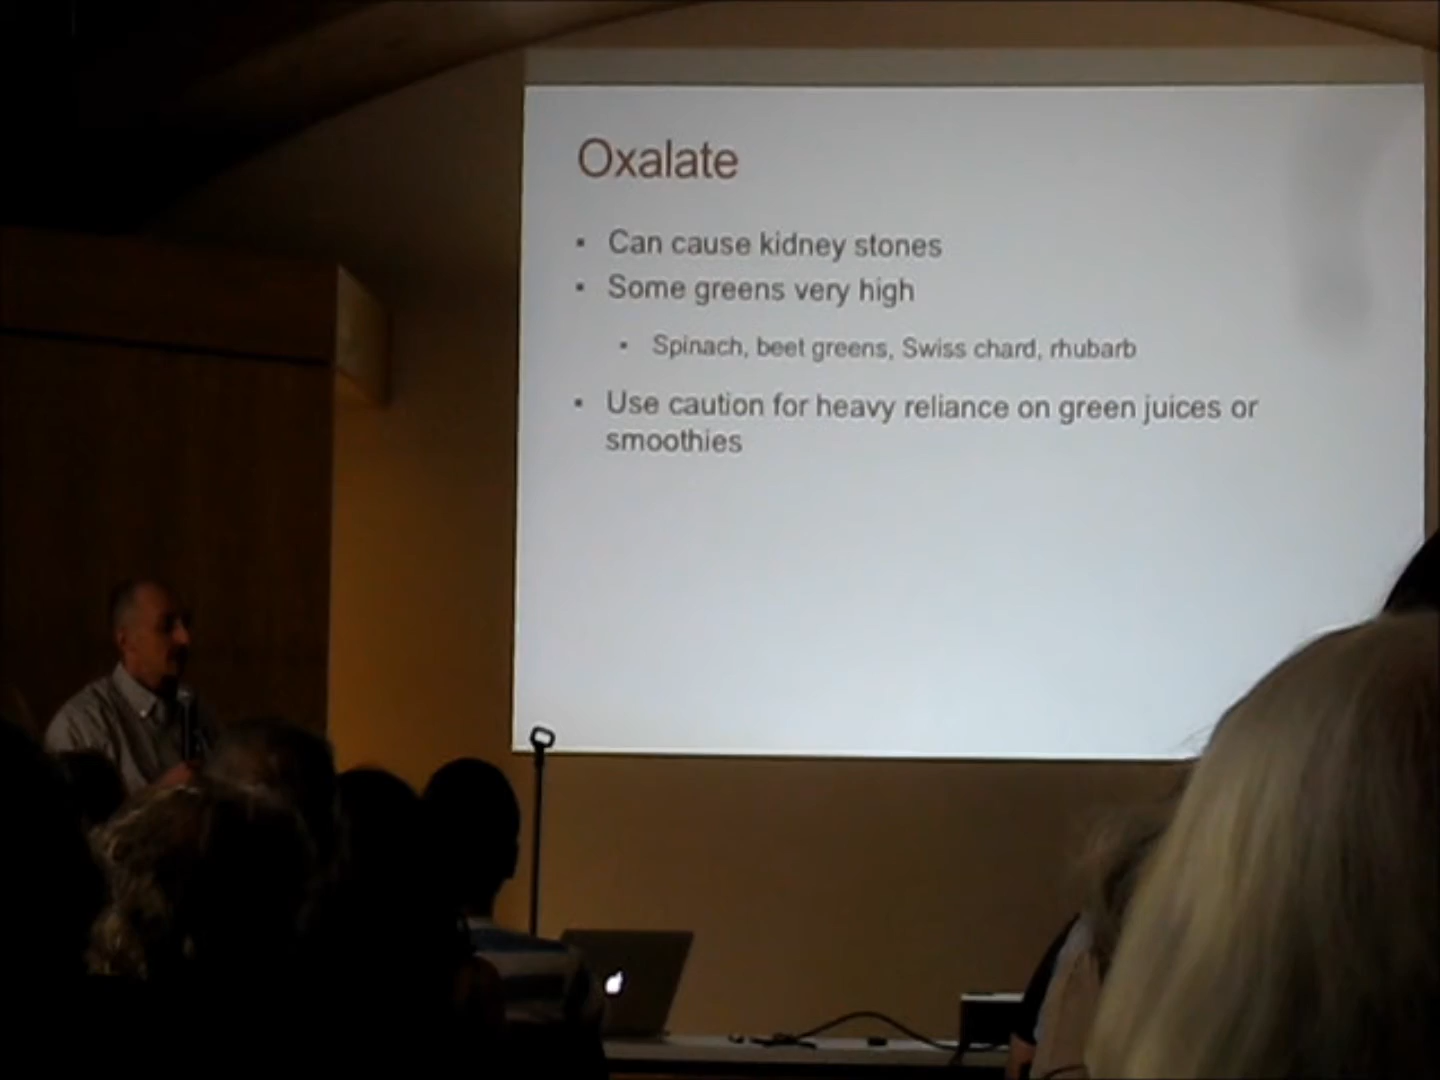 Oxalate
▪ Can cause kidney stones
▪ Some greens very high
▪ Spinach, beet greens, Swiss chard, rhubarb
▪ Use caution for heavy reliance on green juices or
smoothies